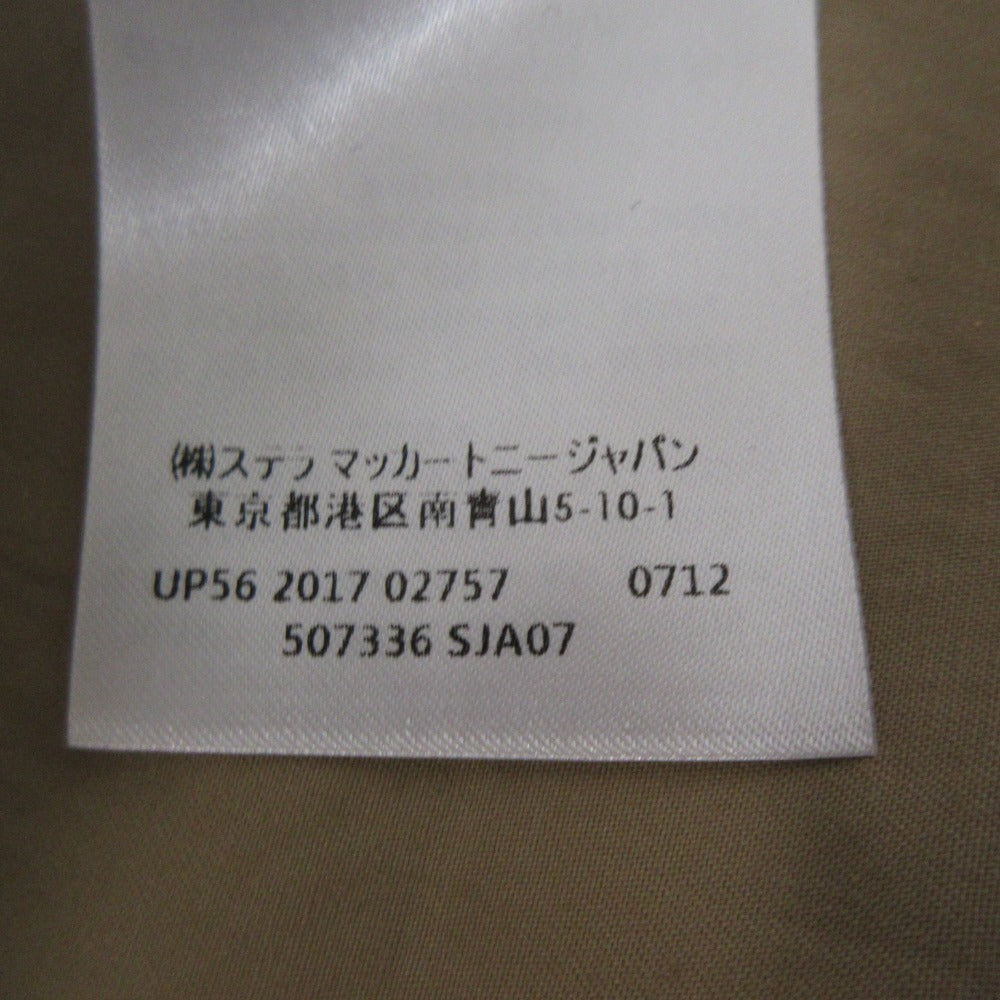 (株)ステラ マッカートニージャパン
東京都港区南青山5-10-1
UP56 2017 02757 0712
507336 SJA07